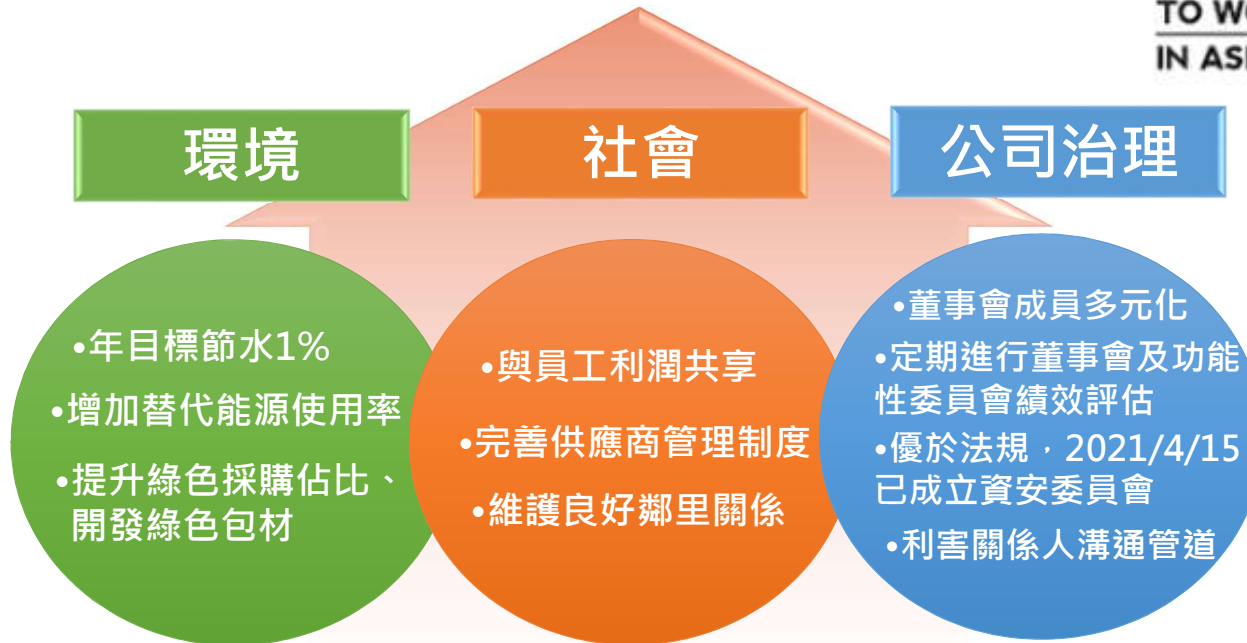 TO
IN
環境
社會
公司治理
•年目標節水1%
•增加替代能源使用率
•提升綠色採購佔比、
開發綠色包材
•與員工利潤共享
•完善供應商管理制度
•維護良好鄰里關係
•董事會成員多元化
•定期進行董事會及功能
性委員會績效評估
•優於法規，2021/4/15
已成立資安委員會
•利害關係人溝通管道